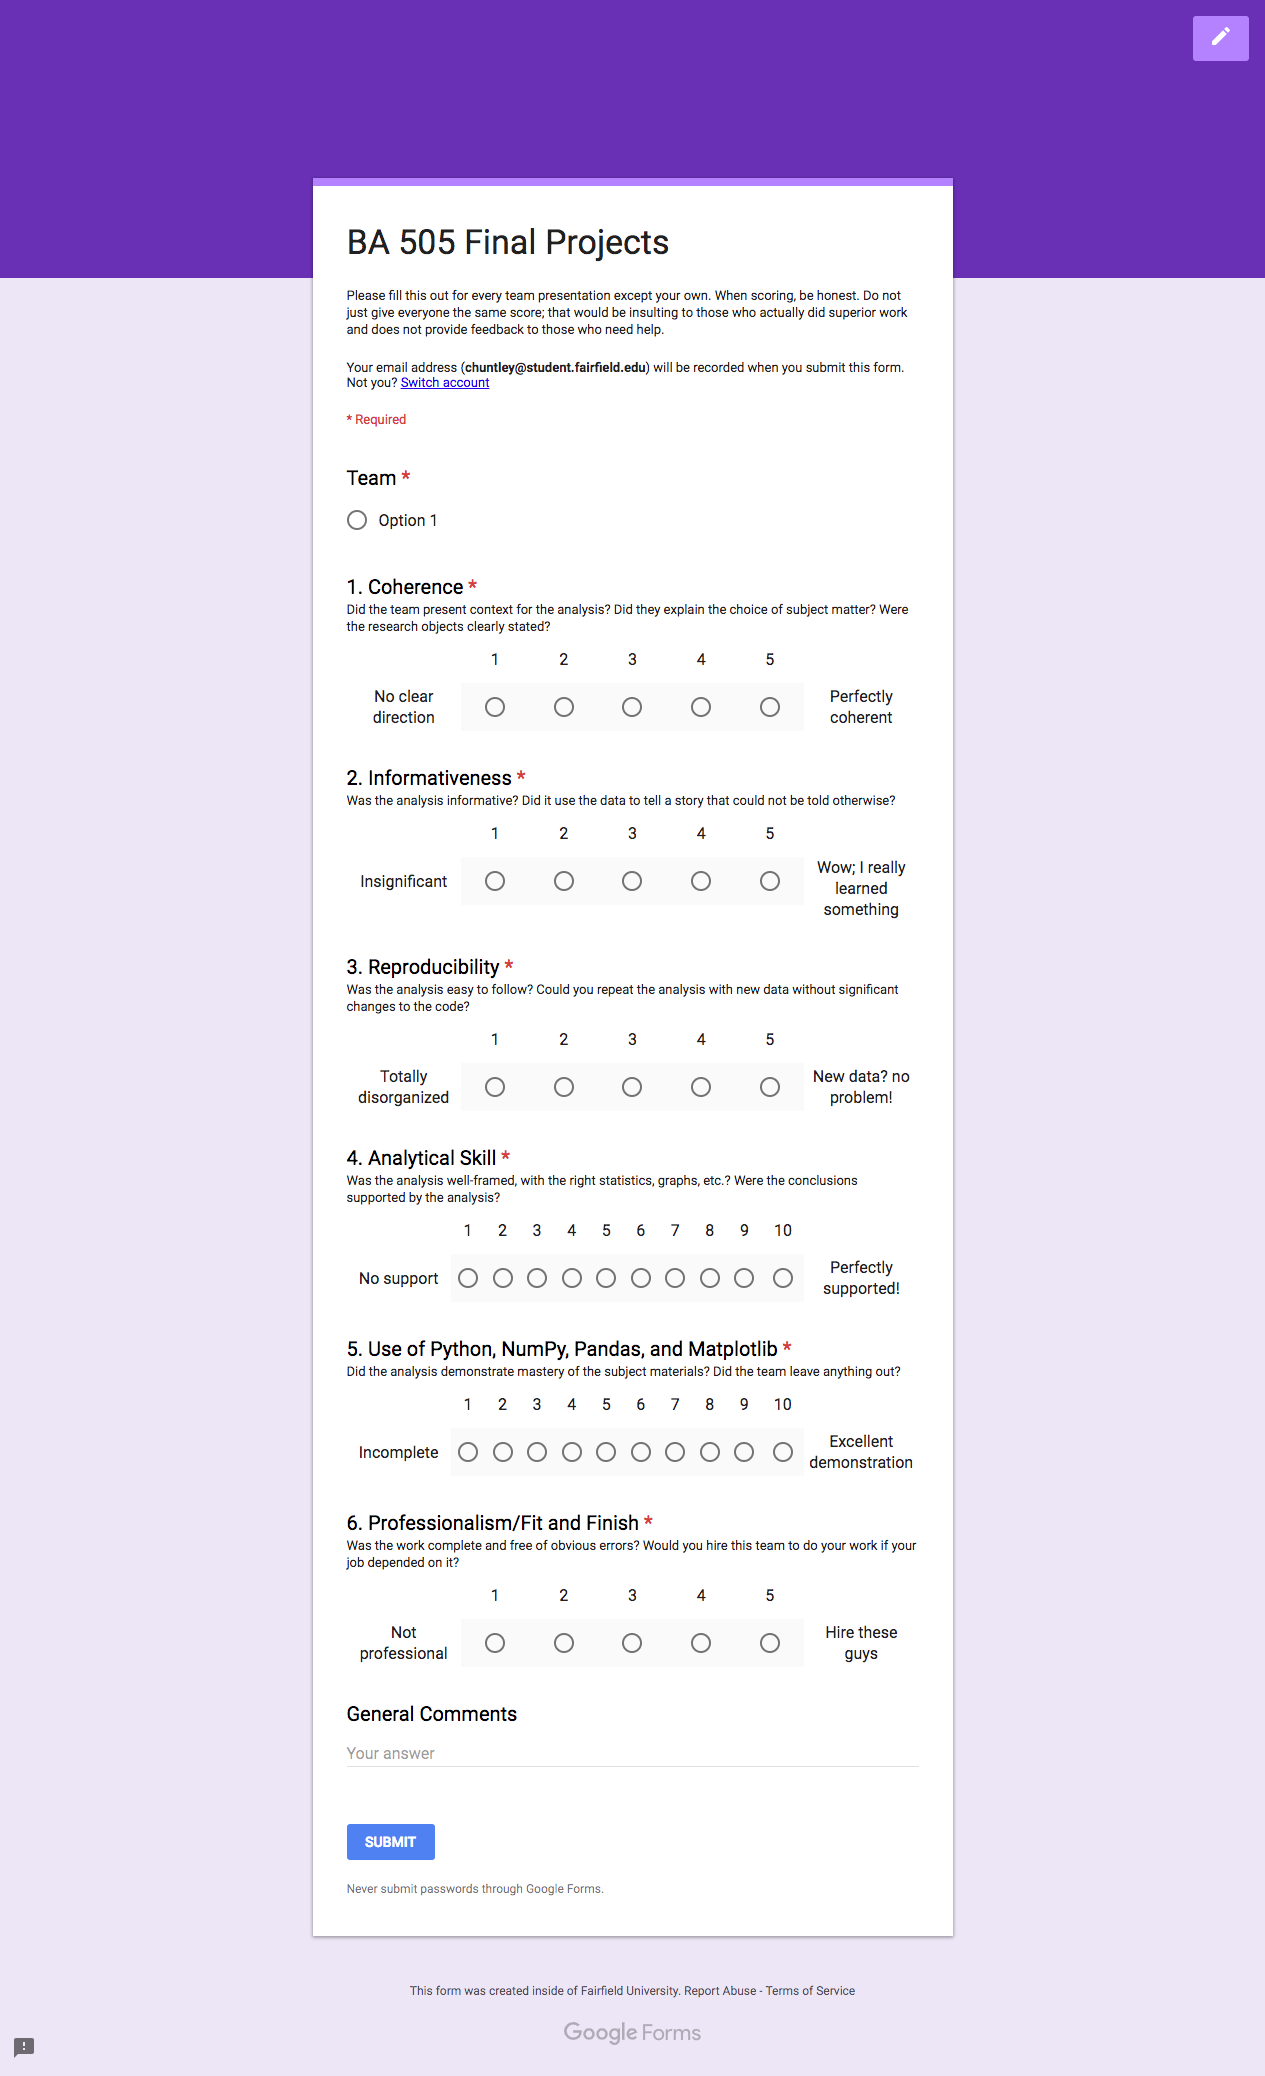 BA 505 Final Projects
Please fill this out for every team presentation except your own. When scoring, be honest. Do not
just give everyone the same score; that would be insulting to those who actually did superior work
and does not provide feedback to those who need help.
Your email address (chuntley@student.fairfield.edu) will be recorded when you submit this form.
Not you? Switch account
* Required
Team *
Option 1
1. Coherence *
Did the team present context for the analysis? Did they explain the choice of subject matter? Were
the research objects clearly stated?
1 2 3 4 5
No clear
direction
Perfectly
coherent
2. Informativeness *
Was the analysis informative? Did it use the data to tell a story that could not be told otherwise?
1 2 3 4 5
Insignificant
Wow; I really
learned
something
3. Reproducibility *
Was the analysis easy to follow? Could you repeat the analysis with new data without significant
changes to the code?
1 2 3 4 5
Totally
disorganized
New data? no
problem!
4. Analytical Skill *
Was the analysis well-framed, with the right statistics, graphs, etc.? Were the conclusions
supported by the analysis?
1 2 3 4 5 6 7 8 9 10
No support
Perfectly
supported!
5. Use of Python, NumPy, Pandas, and Matplotlib *
Did the analysis demonstrate mastery of the subject materials? Did the team leave anything out?
1 2 3 4 5 6 7 8 9 10
Incomplete
Excellent
demonstration
6. Professionalism/Fit and Finish *
Was the work complete and free of obvious errors? Would you hire this team to do your work if your
job depended on it?
1 2 3 4 5
Not
professional
Hire these
guys
General Comments
Your answer
SUBMIT
Never submit passwords through Google Forms.
This form was created inside of Fairfield University. Report Abuse - Terms of Service
Google Forms